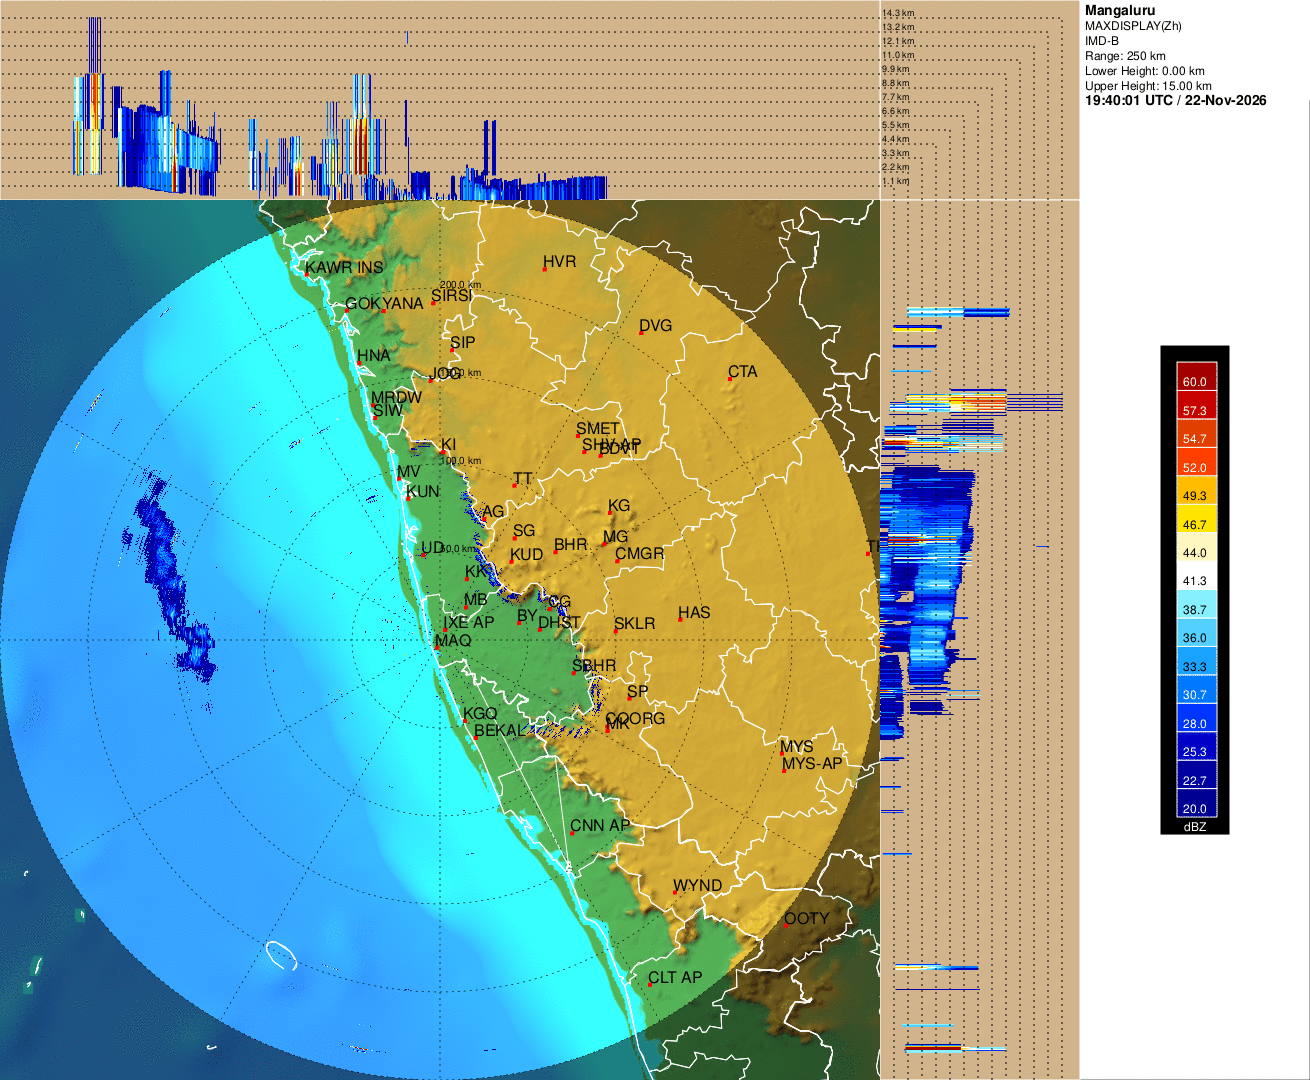 Mangaluru
MAXDISPLAY(Zh)
IMD-B
Range: 250 km
Lower Height: 0.00 km
Upper Height: 15.00 km
19:40:01 UTC / 22-Nov-2026
14.3 km
13.2 km
12.1 km
11.0 km
9.9 km
8.8 km
7.7 km
6.6 km
5.5 km
4.4 km
3.3 km
2.2 km
1.1 km
KAWR INS
HVR
200.0 km
SIRSI
GOKYANA
DVG
SIP
HNA
CTA
JOG
MRDW
SIW
SMET
SHV-AP
BDVT
KI
100.0 km
MV
TT
KUN
KG
AG
SG
MG
BHR
UD
50.0 km
KUD
CMGR
KK
MB
CG
HAS
BY
IXE AP
DHST
SKLR
MAQ
SBHR
SP
KGQ
COORG
MK
BEKAL
MYS
MYS-AP
CNN AP
WYND
OOTY
CLT AP
60.0
57.3
54.7
52.0
49.3
46.7
44.0
41.3
38.7
36.0
33.3
30.7
28.0
25.3
22.7
20.0
dBZ